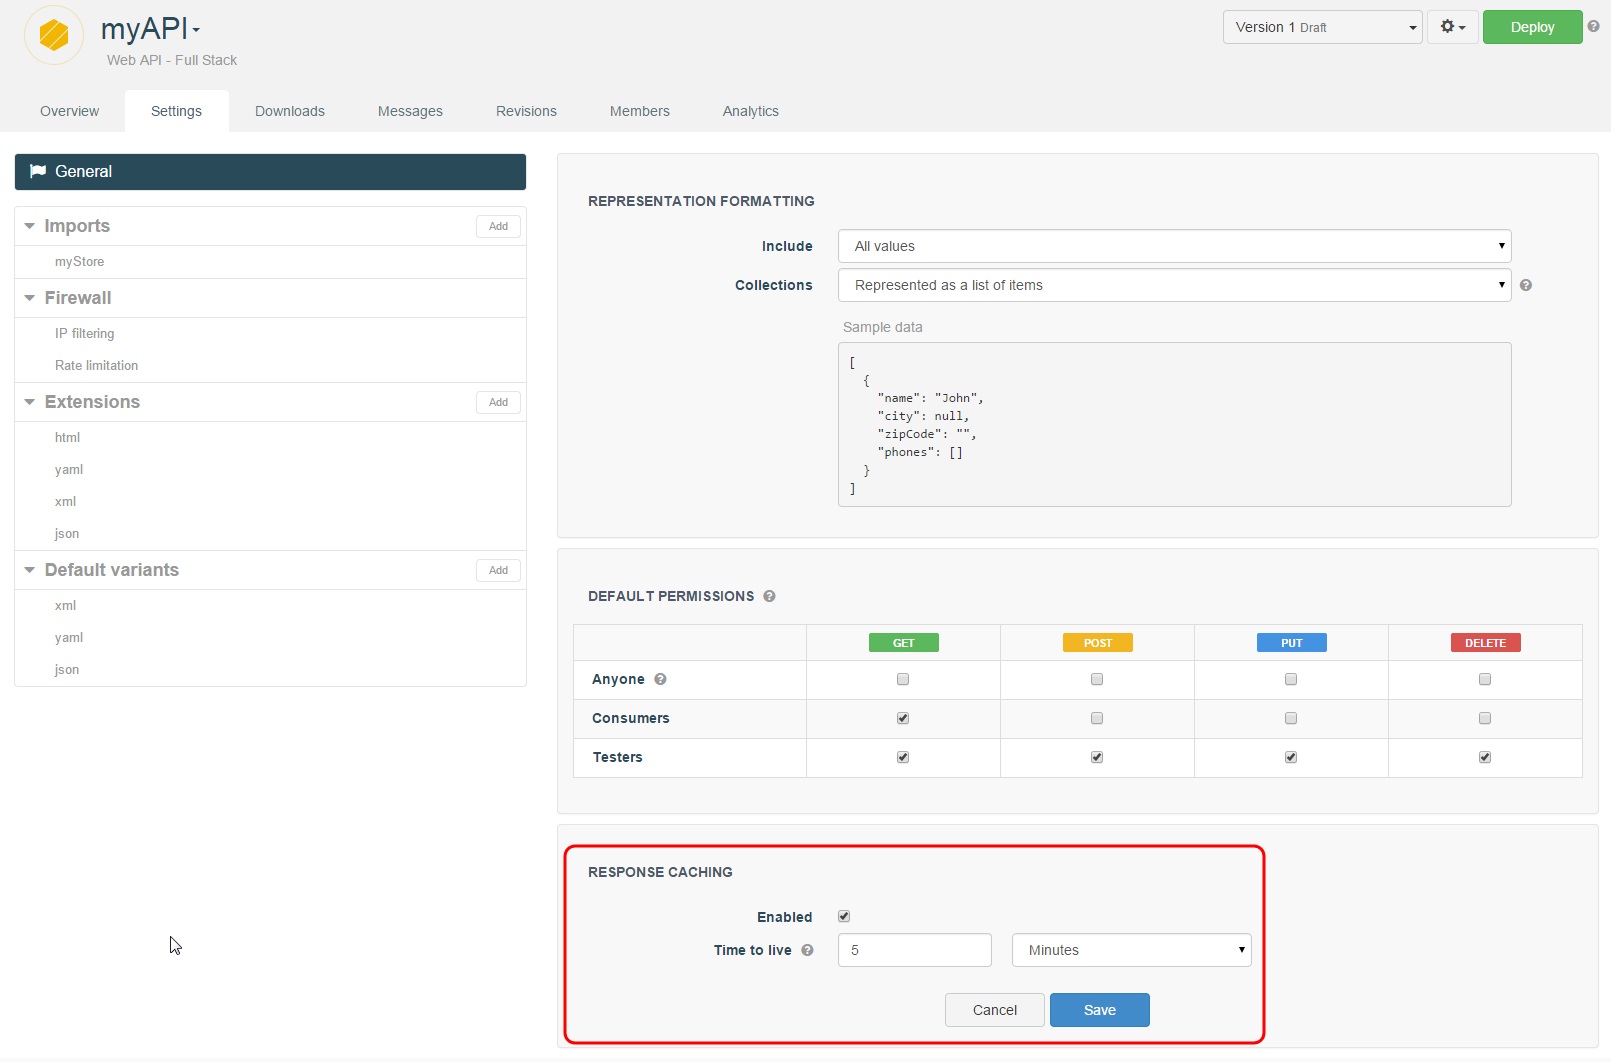 myAPI
Web API - Full Stack
Version 1 Draft
Deploy
Overview Settings Downloads Messages Revisions Members Analytics
General
Imports Add
myStore
Firewall
IP filtering
Rate limitation
Extensions Add
html
yaml
xml
json
Default variants Add
xml
yaml
json
REPRESENTATION FORMATTING
Include All values
Collections Represented as a list of items ?
Sample data
[
{
"name": "John",
"city": null,
"zipCode": "",
"phones": []
}
]
DEFAULT PERMISSIONS ?
GET POST PUT DELETE
Anyone ?
Consumers
Testers
RESPONSE CACHING
Enabled
Time to live ? 5 Minutes
Cancel Save